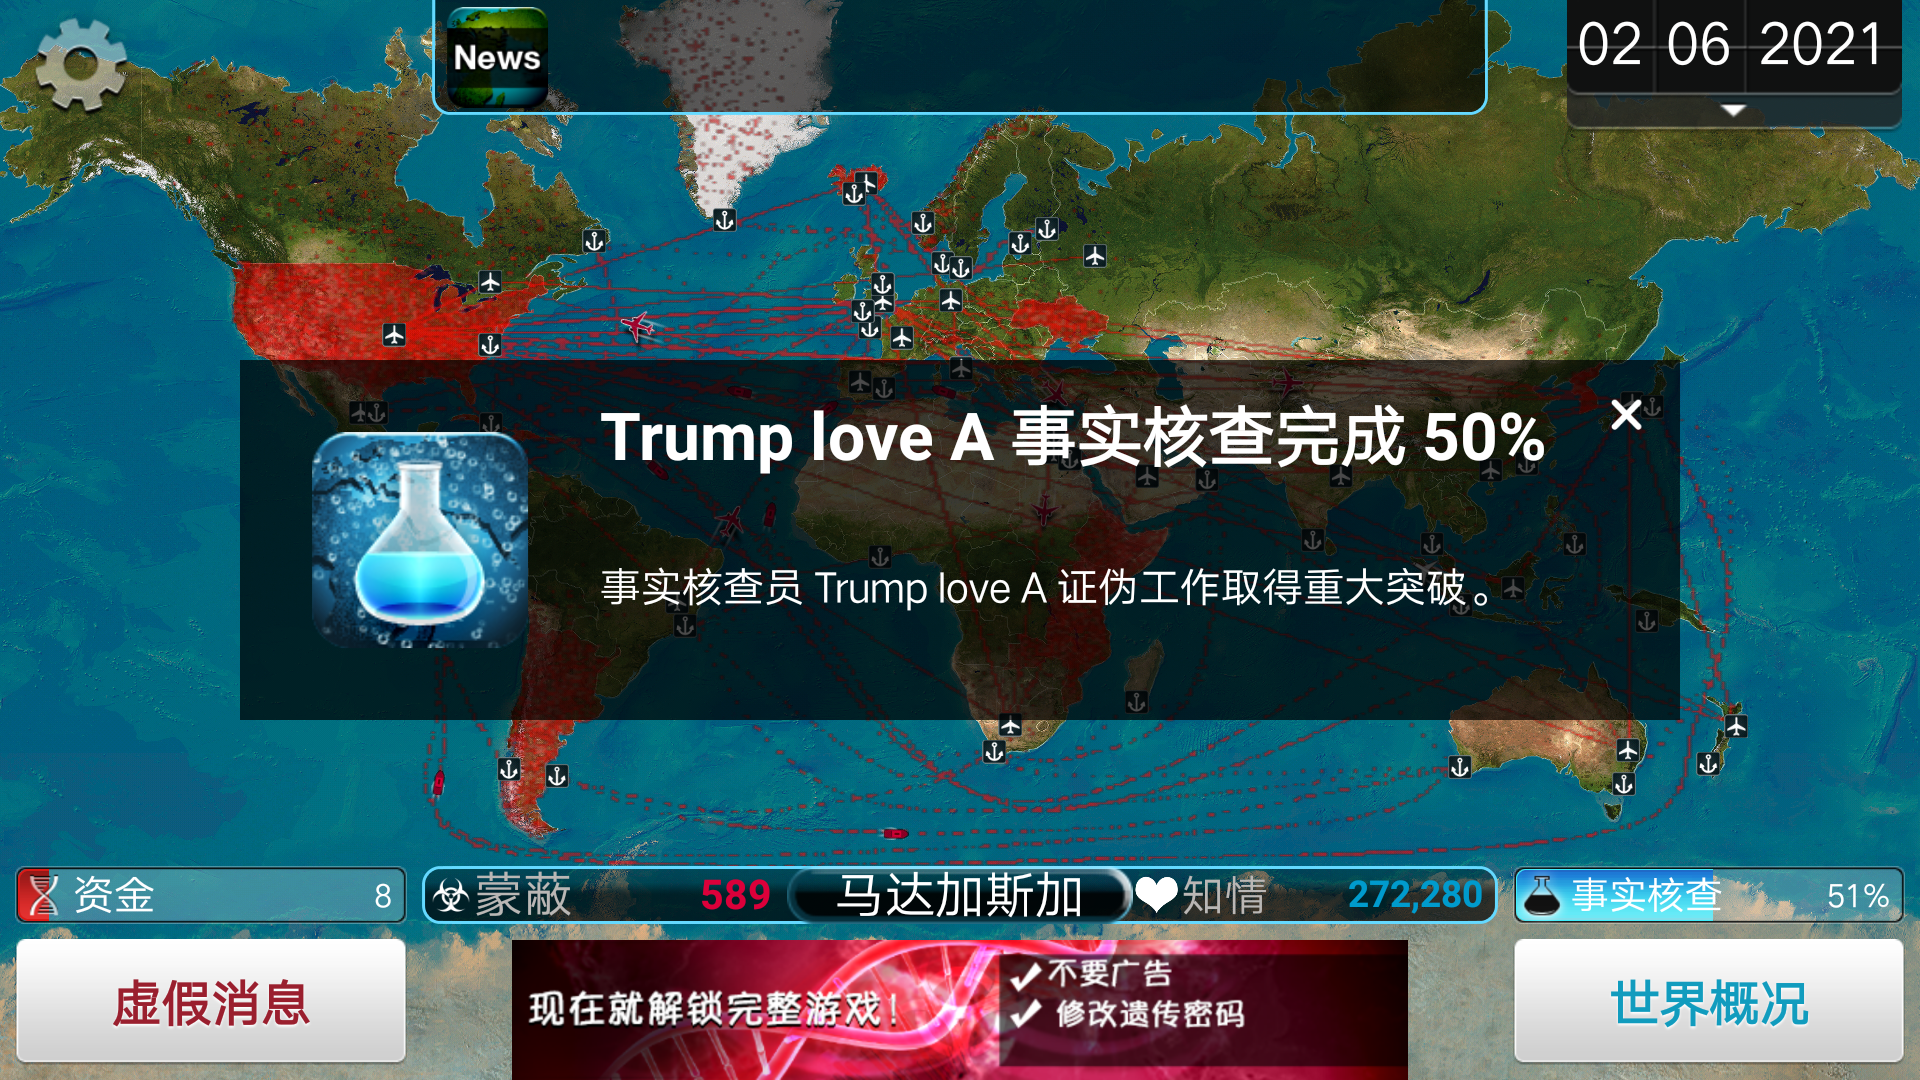 News
02 06 2021
Trump love A 事实核查完成 50%
事实核查员 Trump love A 证伪工作取得重大突破。
资金 8
蒙蔽 589 马达加斯加 知情 272,280
事实核查 51%
虚假消息
现在就解锁完整游戏!
不要广告
修改遗传密码
世界概况